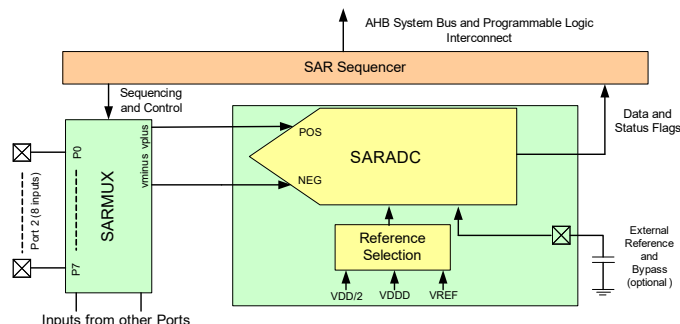 AHB System Bus and Programmable Logic
Interconnect
SAR Sequencer
Sequencing
and Control
Data and
Status Flags
vminus vplus
POS
NEG
SARADC
P0
Port 2 (8 inputs)
SARMUX
P7
Reference
Selection
External
Reference
and
Bypass
(optional)
VDD/2
VDDD
VREF
Inputs from other Ports